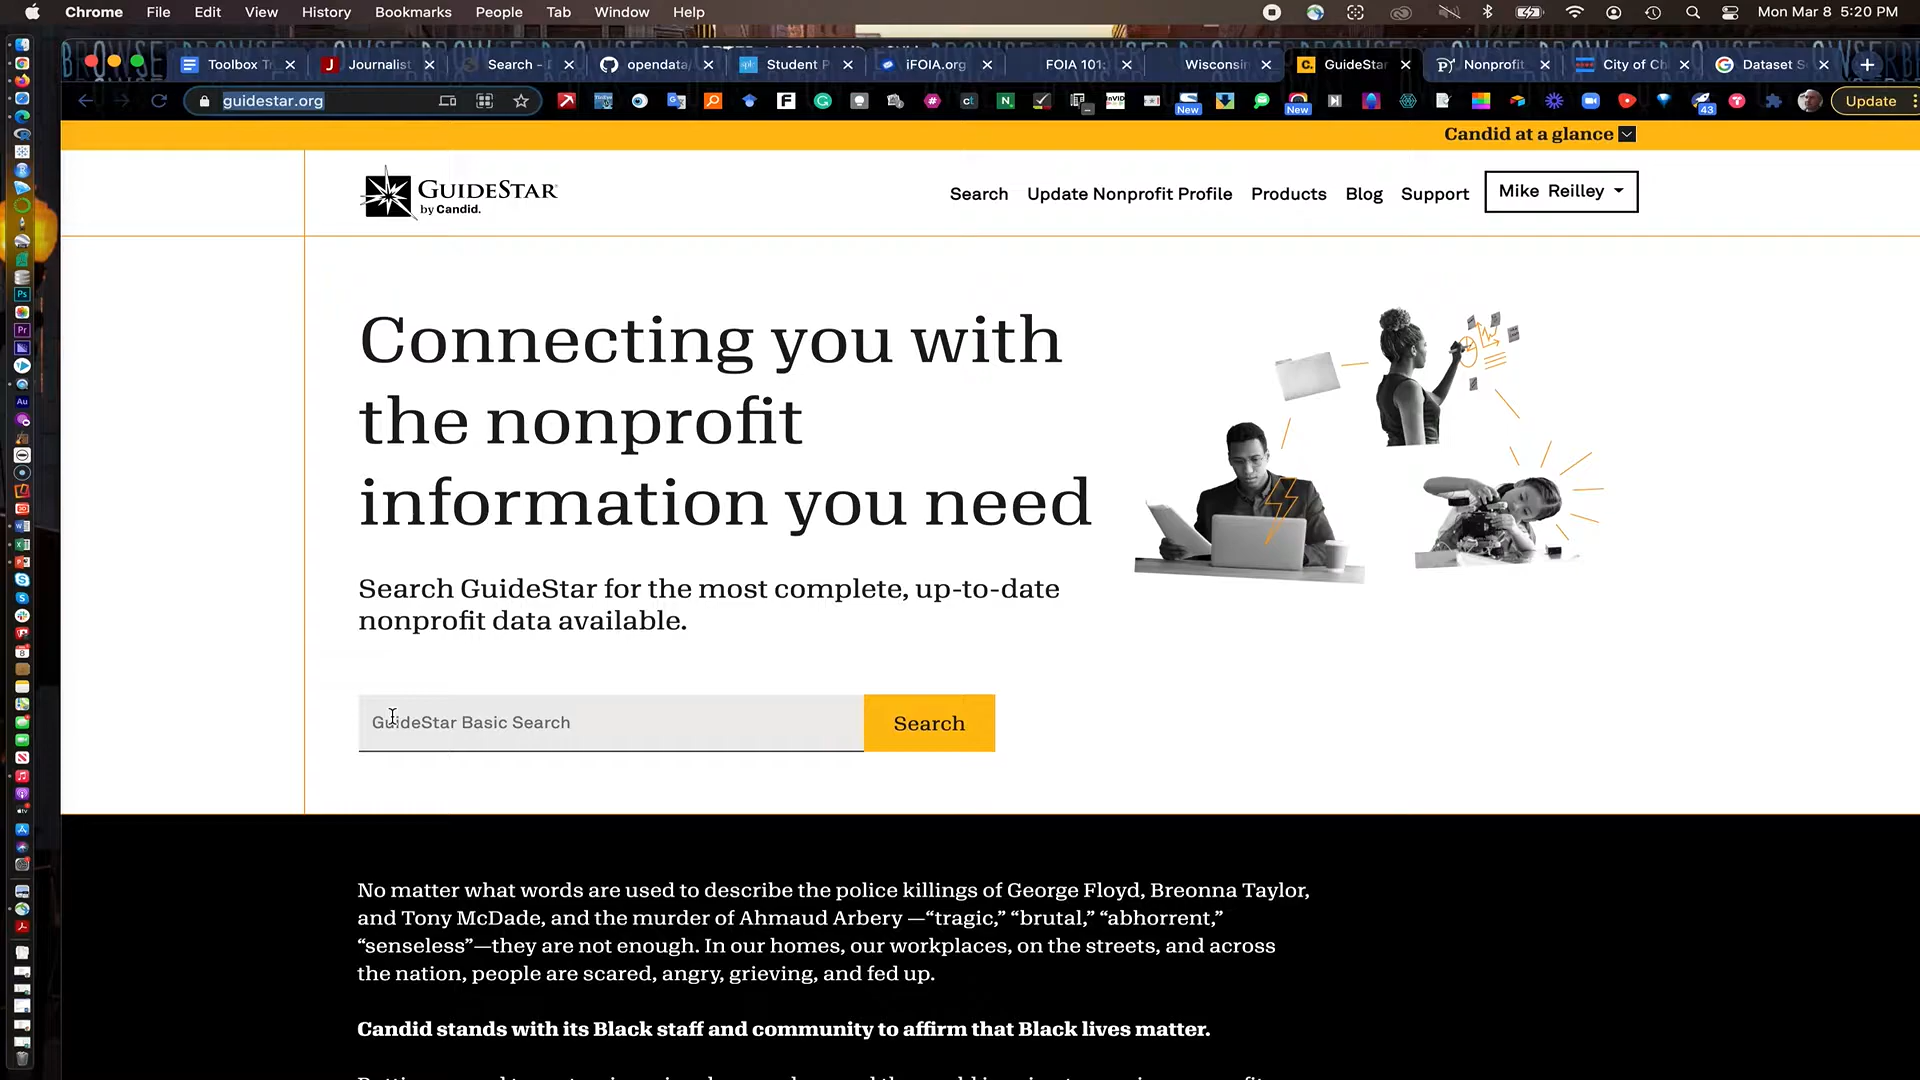 Chrome File Edit View History Bookmarks People Tab Window Help
Mon Mar 8 5:20 PM
Toolbox T
Journalist
Search -
opendata
Student P
iFOIA.org
FOIA 101:
Wisconsin
GuideStar
Nonprofit
City of Ch
Dataset S
guidestar.org
New
New
43
Update
Candid at a glance
GUIDESTAR
by Candid.
Search Update Nonprofit Profile Products Blog Support Mike Reilley
Connecting you with
the nonprofit
information you need
Search GuideStar for the most complete, up-to-date
nonprofit data available.
GuideStar Basic Search
Search
No matter what words are used to describe the police killings of George Floyd, Breonna Taylor,
and Tony McDade, and the murder of Ahmaud Arbery —“tragic,” “brutal,” “abhorrent,”
“senseless”—they are not enough. In our homes, our workplaces, on the streets, and across
the nation, people are scared, angry, grieving, and fed up.
Candid stands with its Black staff and community to affirm that Black lives matter.